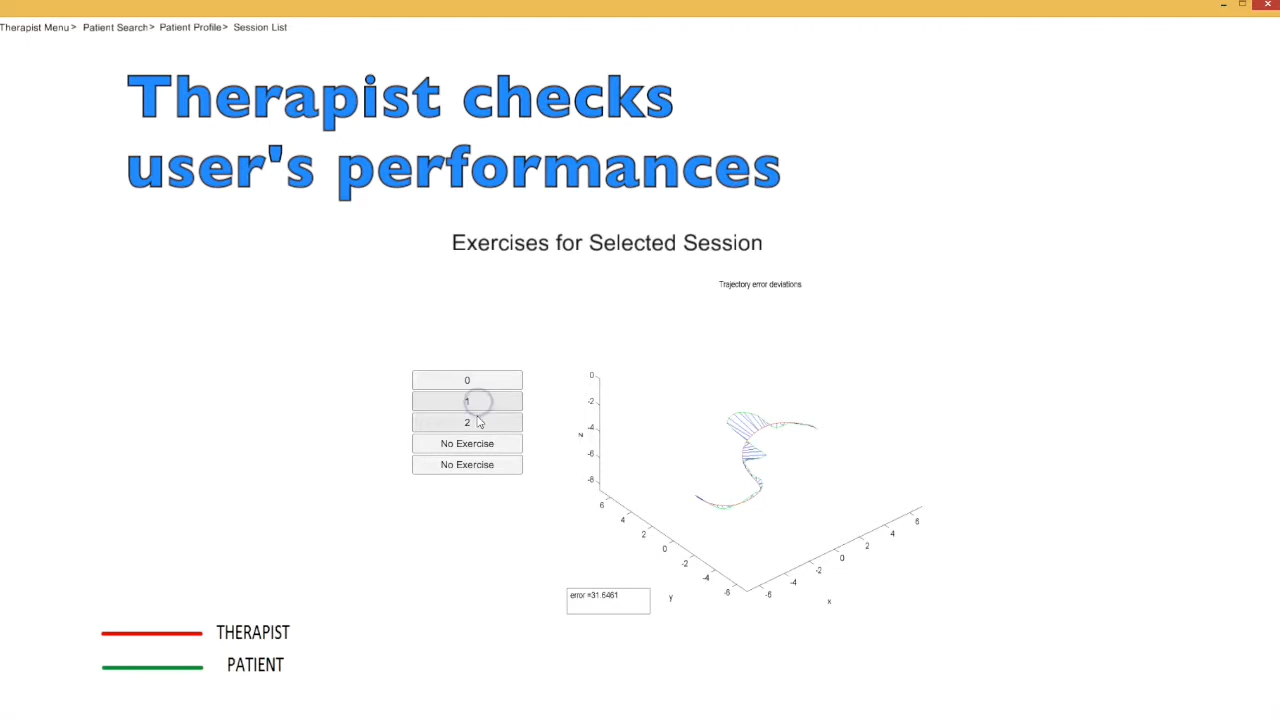 Therapist Menu > Patient Search > Patient Profile > Session List
Therapist checks
user's performances
Exercises for Selected Session
Trajectory error deviations
0
1
2
No Exercise
No Exercise
0
-2
-4
-6
-8
z
6
4
2
0
-2
-4
-6
y
-6
-4
-2
0
2
4
6
x
error =31.6461
THERAPIST
PATIENT